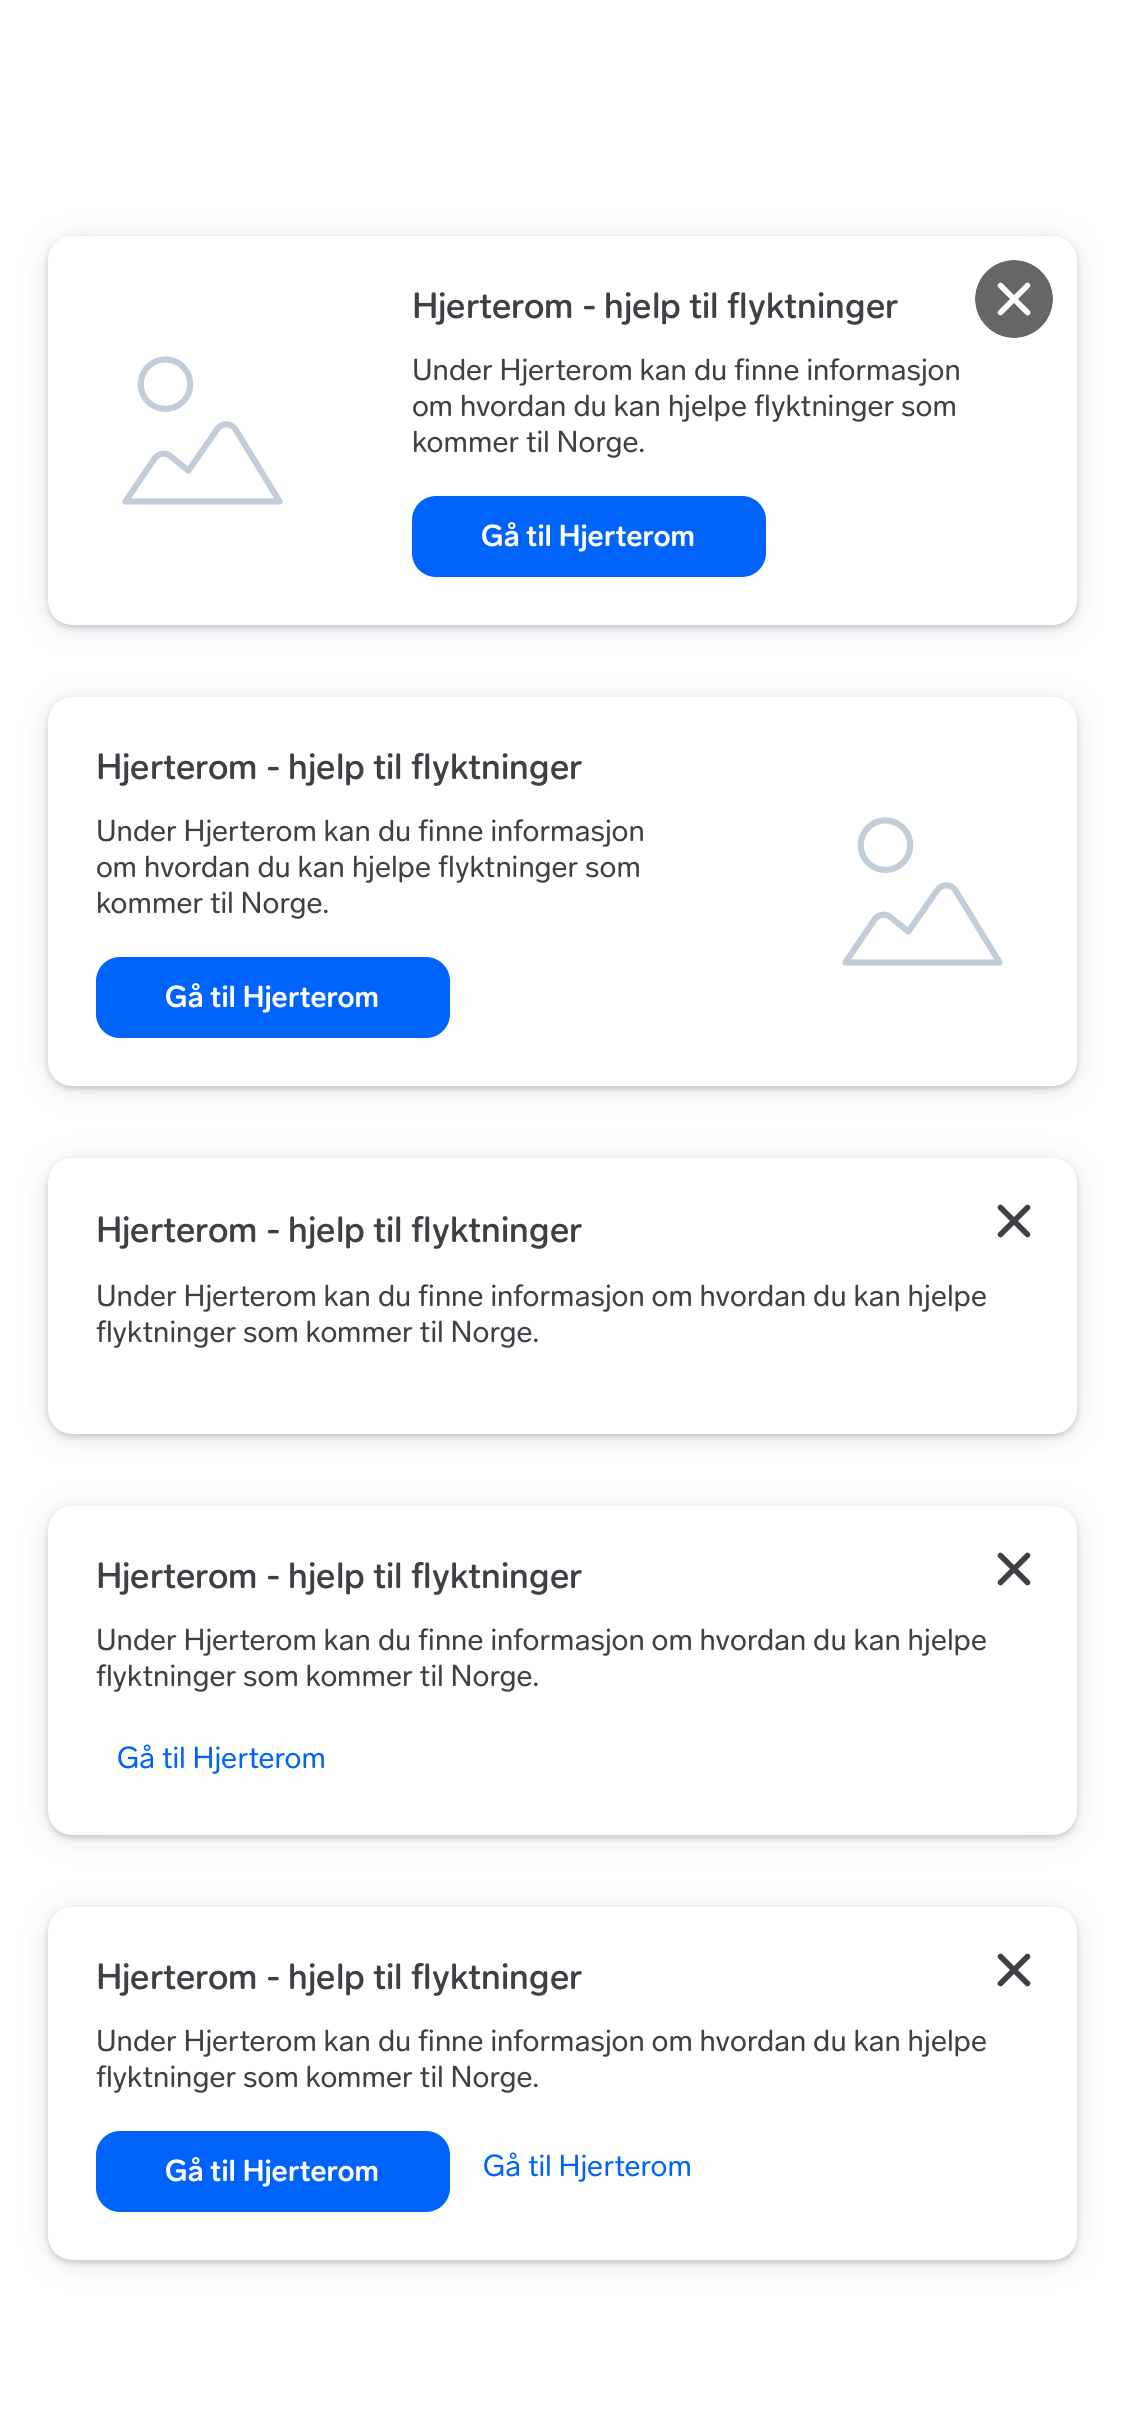 Hjerterom - hjelp til flyktninger
Under Hjerterom kan du finne informasjon
om hvordan du kan hjelpe flyktninger som
kommer til Norge.
Gå til Hjerterom
Hjerterom - hjelp til flyktninger
Under Hjerterom kan du finne informasjon
om hvordan du kan hjelpe flyktninger som
kommer til Norge.
Gå til Hjerterom
Hjerterom - hjelp til flyktninger
Under Hjerterom kan du finne informasjon om hvordan du kan hjelpe
flyktninger som kommer til Norge.
Hjerterom - hjelp til flyktninger
Under Hjerterom kan du finne informasjon om hvordan du kan hjelpe
flyktninger som kommer til Norge.
Gå til Hjerterom
Hjerterom - hjelp til flyktninger
Under Hjerterom kan du finne informasjon om hvordan du kan hjelpe
flyktninger som kommer til Norge.
Gå til Hjerterom Gå til Hjerterom